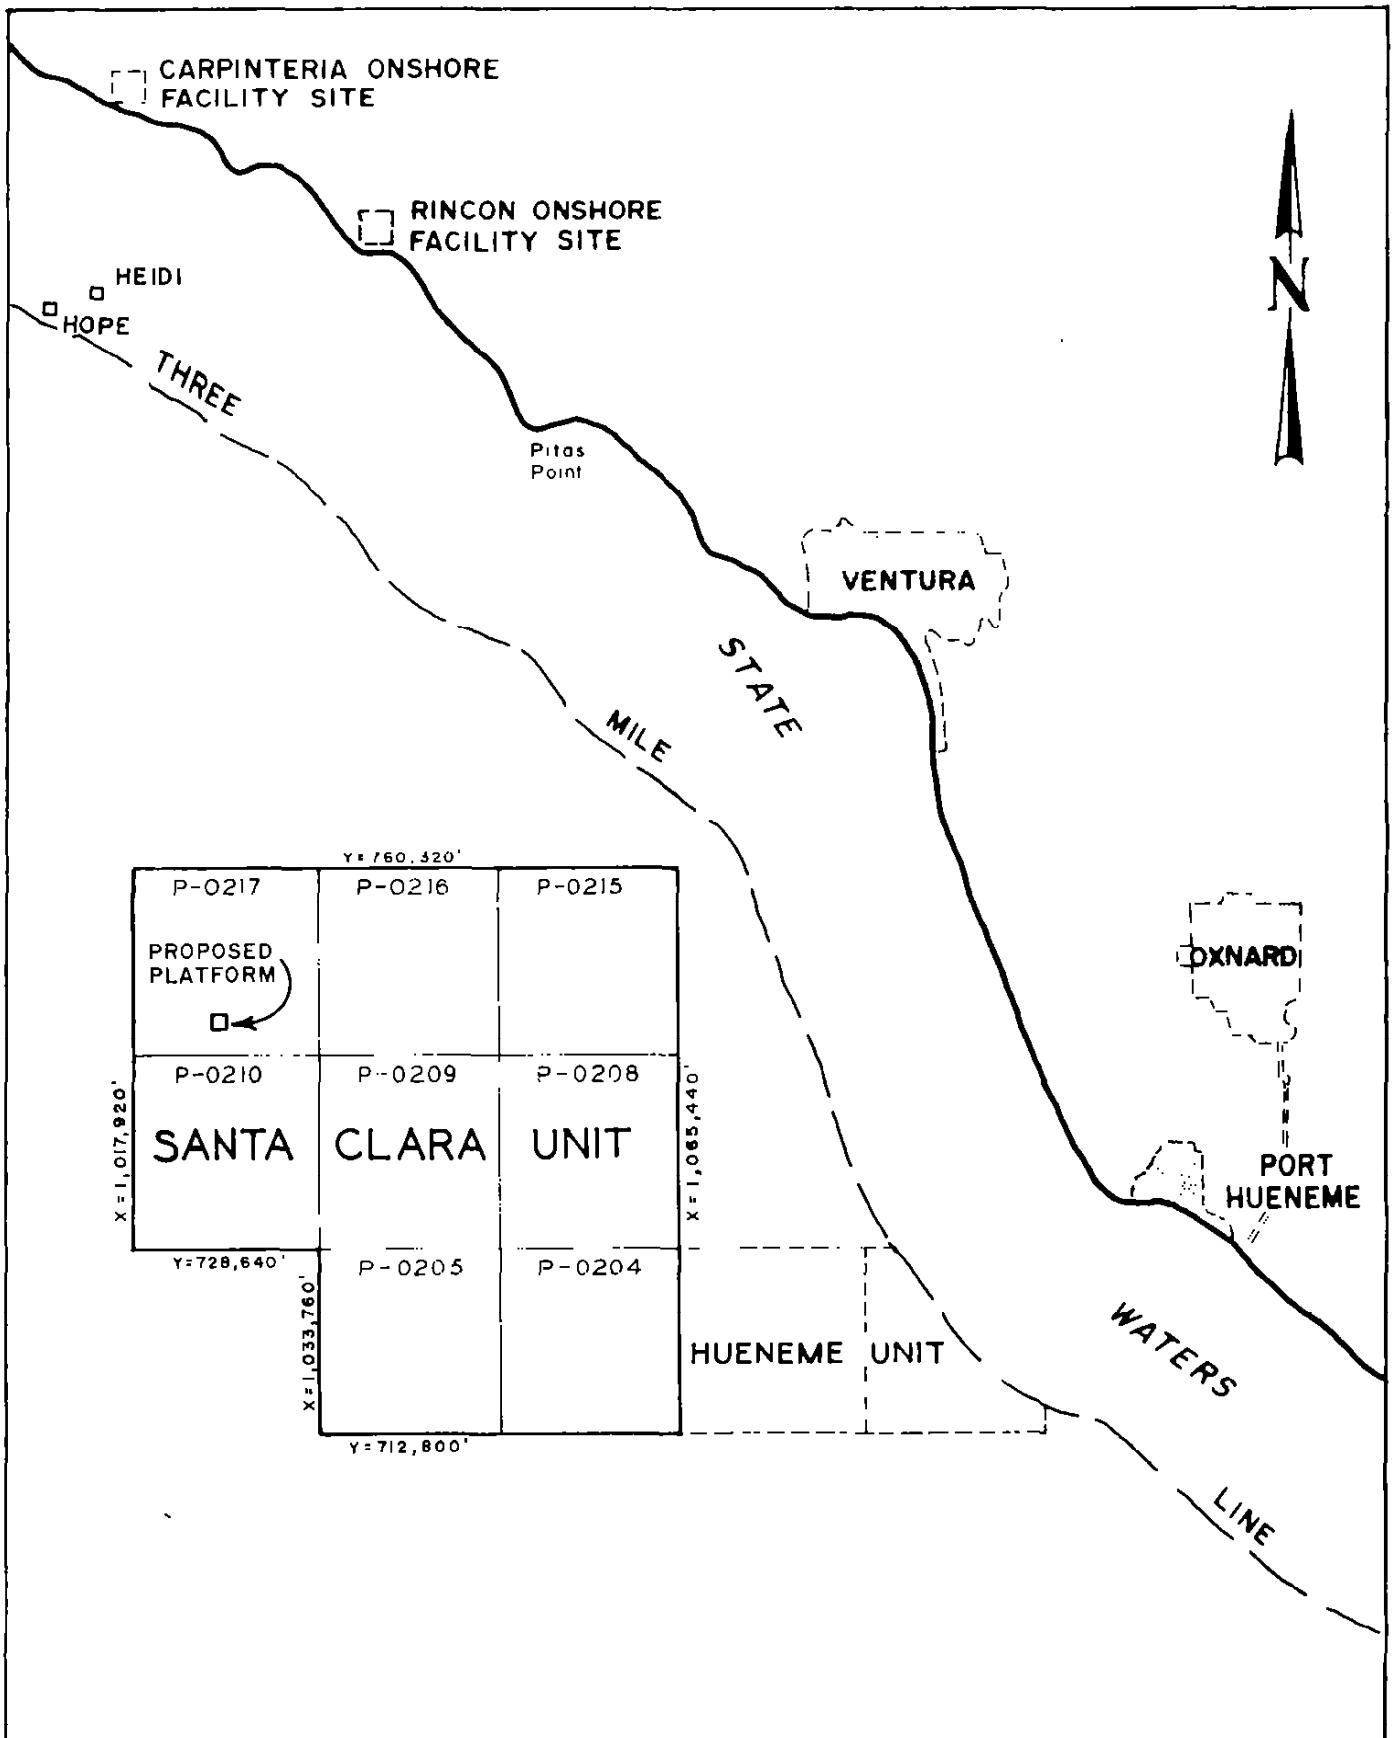 CARPINTERIA ONSHORE
FACILITY SITE
RINCON ONSHORE
FACILITY SITE
HEIDI
HOPE
N
THREE
Pitas
Point
VENTURA
STATE
MILE
Y=760,320'
P-0217
P-0216
P-0215
PROPOSED
PLATFORM
OXNARD
P-0210
P-0209
P-0208
X=1,017,920'
X=1,065,440'
SANTA CLARA UNIT
PORT
HUENEME
Y=728,640'
P-0205
P-0204
X=1,033,760'
HUENEME UNIT
WATERS
Y=712,800'
LINE